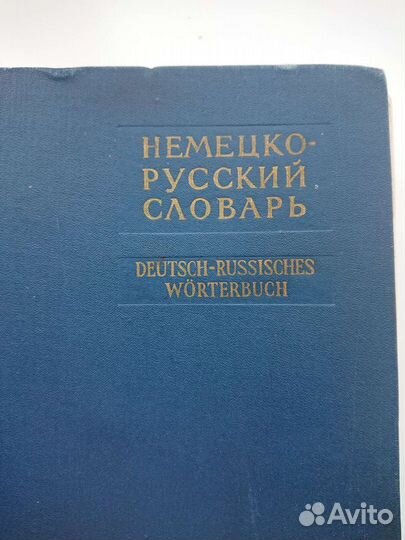 НЕМЕЦКО-
РУССКИЙ
СЛОВАРЬ
DEUTSCH-RUSSISCHES
WÖRTERBUCH
Avito